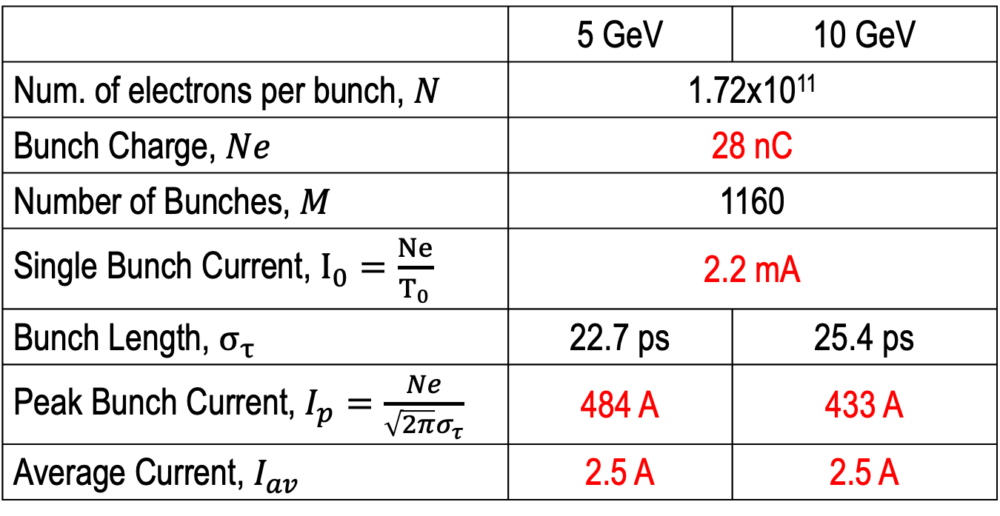 5 GeV 10 GeV
Num. of electrons per bunch, N 1.72x10¹¹
Bunch Charge, Ne 28 nC
Number of Bunches, M 1160
Single Bunch Current, I₀ = Ne/T₀ 2.2 mA
Bunch Length, σ_τ 22.7 ps 25.4 ps
Peak Bunch Current, I_p = Ne/(√2π σ_τ) 484 A 433 A
Average Current, I_av 2.5 A 2.5 A